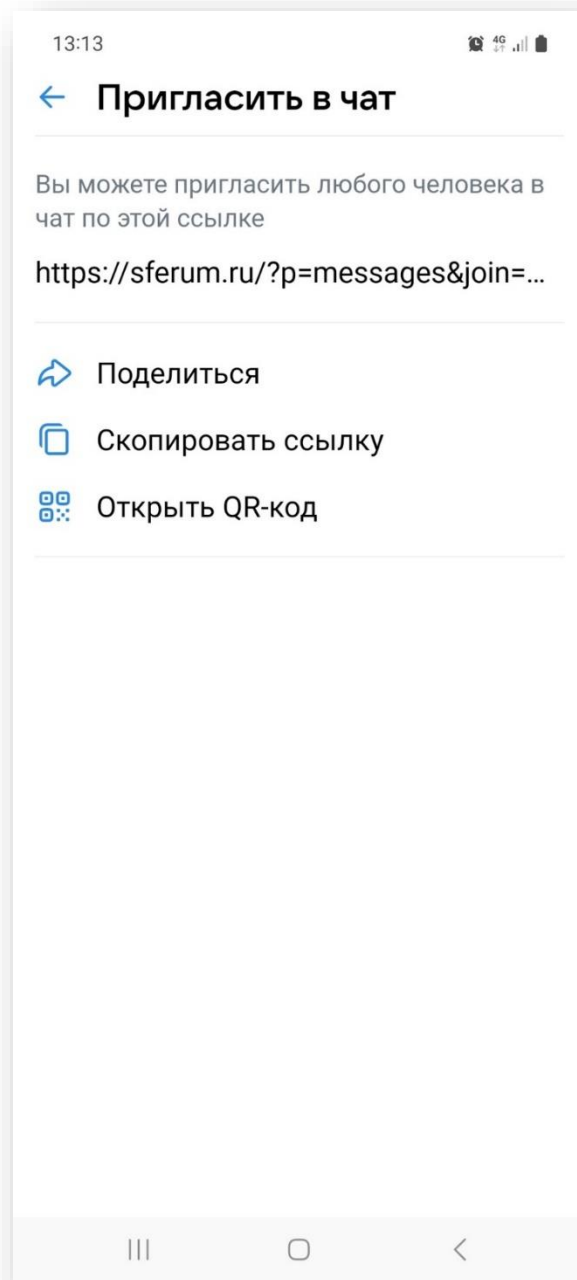 13:13
4G
Пригласить в чат
Вы можете пригласить любого человека в
чат по этой ссылке
https://sferum.ru/?p=messages&join=...
Поделиться
Скопировать ссылку
Открыть QR-код